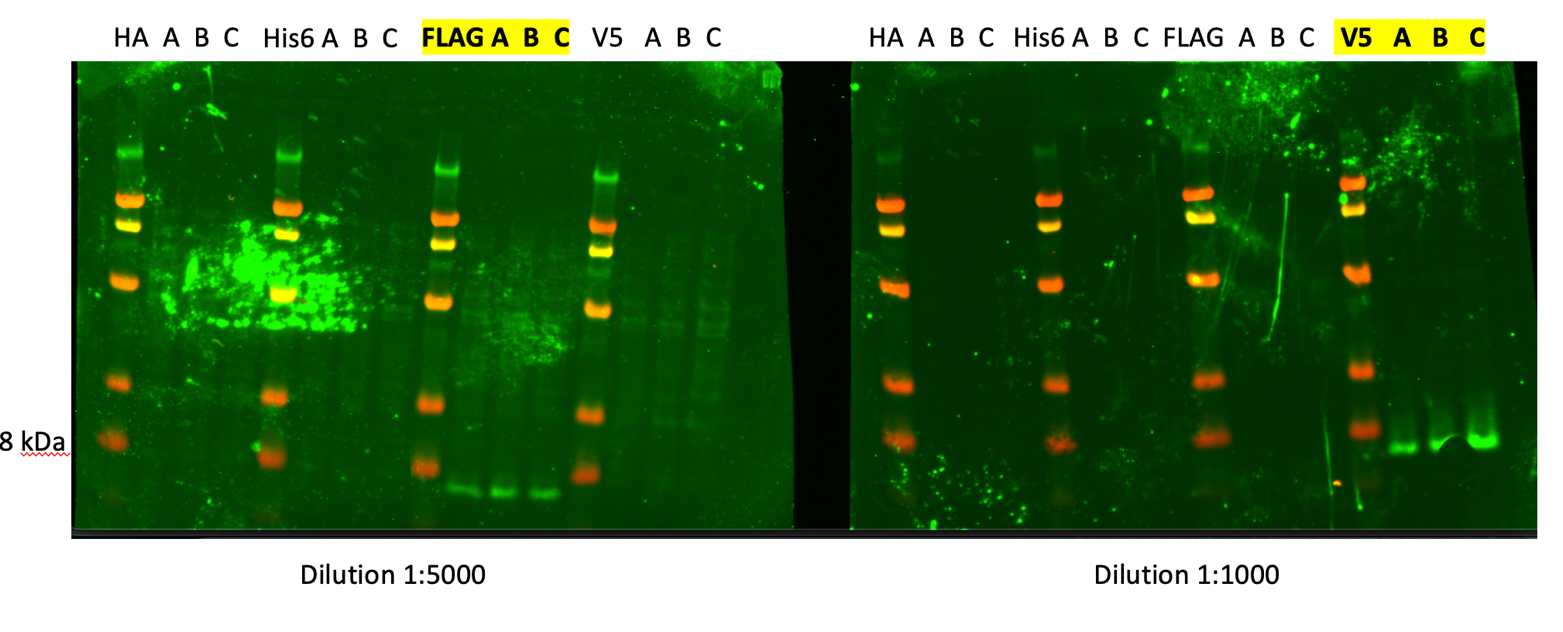 HA A B C His6 A B C FLAG A B C V5 A B C HA A B C His6 A B C FLAG A B C V5 A B C
8 kDa
Dilution 1:5000 Dilution 1:1000